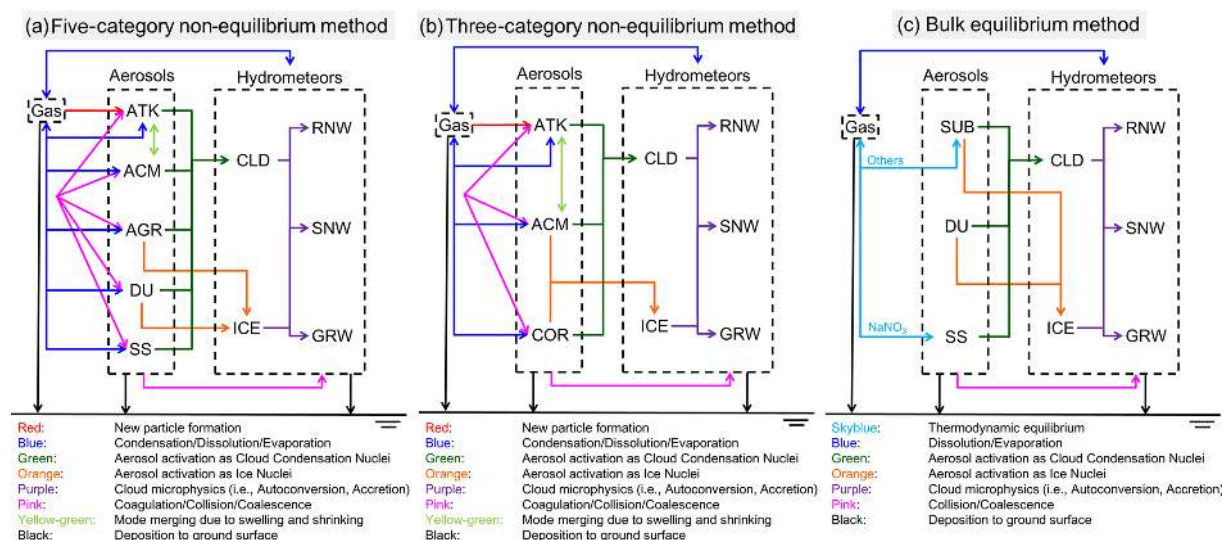 (a) Five-category non-equilibrium method
Aerosols
Hydrometeors
Gas
ATK
ACM
AGR
DU
SS
CLD
ICE
RNW
SNW
GRW
Red: New particle formation
Blue: Condensation/Dissolution/Evaporation
Green: Aerosol activation as Cloud Condensation Nuclei
Orange: Aerosol activation as Ice Nuclei
Purple: Cloud microphysics (i.e., Autoconversion, Accretion)
Pink: Coagulation/Collision/Coalescence
Yellow-green: Mode merging due to swelling and shrinking
Black: Deposition to ground surface
(b) Three-category non-equilibrium method
Aerosols
Hydrometeors
Gas
ATK
ACM
COR
CLD
ICE
RNW
SNW
GRW
Red: New particle formation
Blue: Condensation/Dissolution/Evaporation
Green: Aerosol activation as Cloud Condensation Nuclei
Orange: Aerosol activation as Ice Nuclei
Purple: Cloud microphysics (i.e., Autoconversion, Accretion)
Pink: Coagulation/Collision/Coalescence
Yellow-green: Mode merging due to swelling and shrinking
Black: Deposition to ground surface
(c) Bulk equilibrium method
Aerosols
Hydrometeors
Gas
Others
NaNO₃
SUB
DU
SS
CLD
ICE
RNW
SNW
GRW
Skyblue: Thermodynamic equilibrium
Blue: Dissolution/Evaporation
Green: Aerosol activation as Cloud Condensation Nuclei
Orange: Aerosol activation as Ice Nuclei
Purple: Cloud microphysics (i.e., Autoconversion, Accretion)
Pink: Collision/Coalescence
Black: Deposition to ground surface